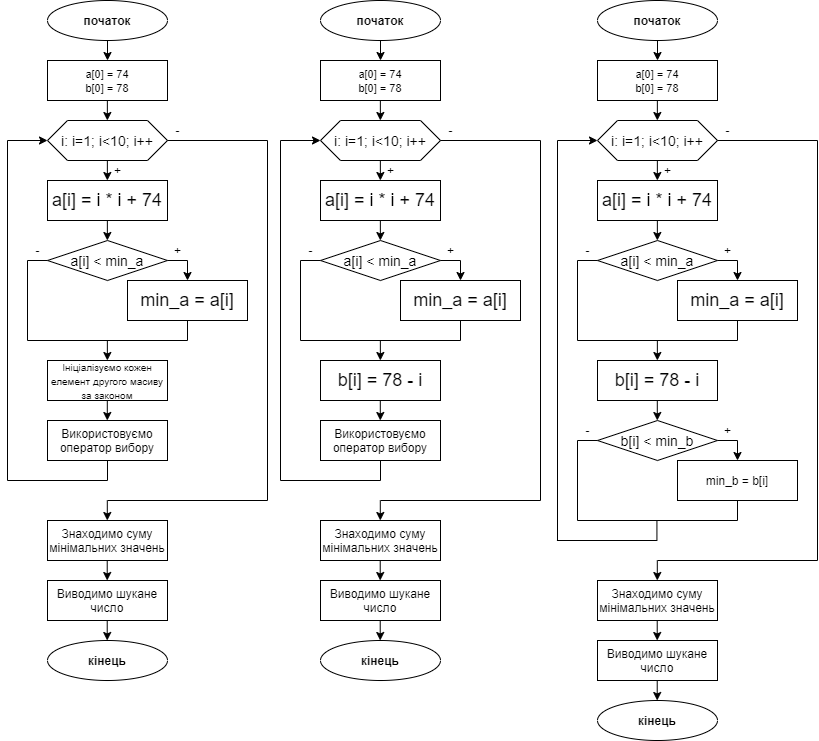 початок
a[0] = 74
b[0] = 78
i: i=1; i<10; i++
-
+
a[i] = i * i + 74
-
a[i] < min_a
+
min_a = a[i]
Ініціалізуємо кожен
елемент другого масиву
за законом
Використовуємо
оператор вибору
Знаходимо суму
мінімальних значень
Виводимо шукане
число
кінець
початок
a[0] = 74
b[0] = 78
i: i=1; i<10; i++
-
+
a[i] = i * i + 74
-
a[i] < min_a
+
min_a = a[i]
b[i] = 78 - i
Використовуємо
оператор вибору
Знаходимо суму
мінімальних значень
Виводимо шукане
число
кінець
початок
a[0] = 74
b[0] = 78
i: i=1; i<10; i++
-
+
a[i] = i * i + 74
-
a[i] < min_a
+
min_a = a[i]
b[i] = 78 - i
-
b[i] < min_b
+
min_b = b[i]
Знаходимо суму
мінімальних значень
Виводимо шукане
число
кінець